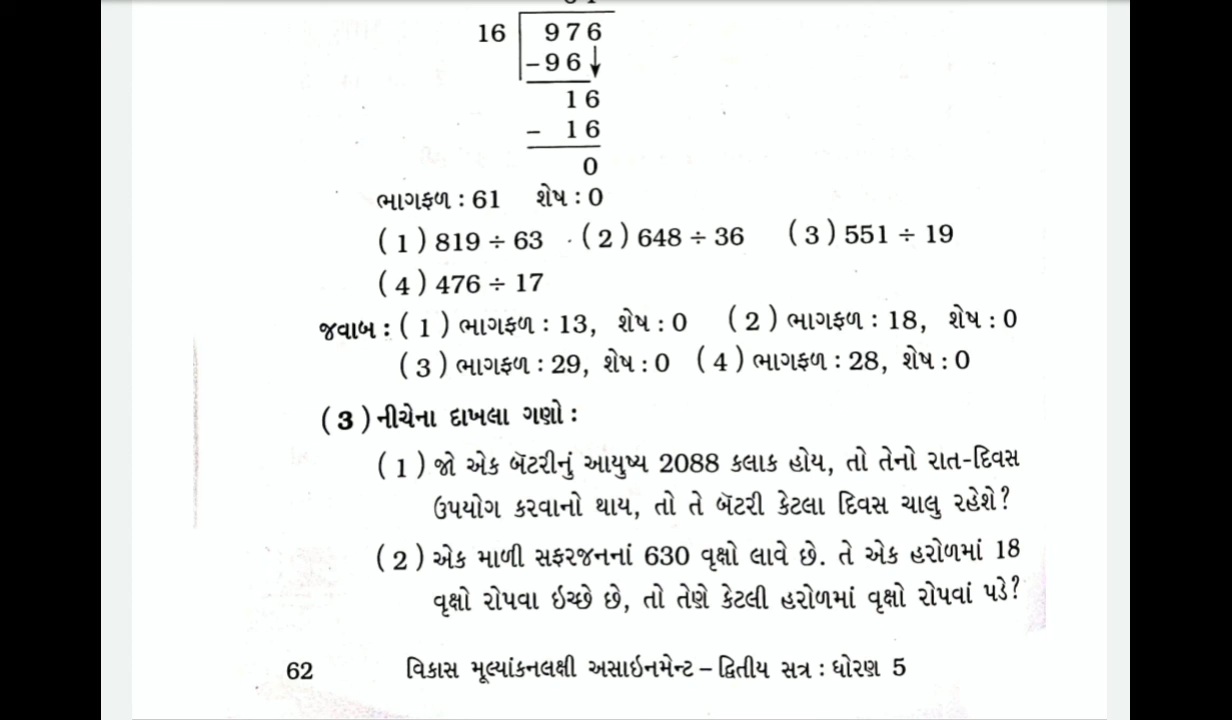 16 976
-96↓
16
- 16
0
ભાગફળ : 61 શેષ : 0
( 1 ) 819 ÷ 63 ( 2 ) 648 ÷ 36 ( 3 ) 551 ÷ 19
( 4 ) 476 ÷ 17
જવાબ : ( 1 ) ભાગફળ : 13, શેષ : 0 ( 2 ) ભાગફળ : 18, શેષ : 0
( 3 ) ભાગફળ : 29, શેષ : 0 ( 4 ) ભાગફળ : 28, શેષ : 0
( 3 ) નીચેના દાખલા ગણો :
( 1 ) જો એક બૅટરીનું આયુષ્ય 2088 કલાક હોય, તો તેનો રાત-દિવસ
ઉપયોગ કરવાનો થાય, તો તે બૅટરી કેટલા દિવસ ચાલુ રહેશે?
( 2 ) એક માળી સફરજનનાં 630 વૃક્ષો લાવે છે. તે એક હરોળમાં 18
વૃક્ષો રોપવા ઇચ્છે છે, તો તેણે કેટલી હરોળમાં વૃક્ષો રોપવાં પડે?
62 વિકાસ મૂલ્યાંકનલક્ષી અસાઇનમેન્ટ – દ્વિતીય સત્ર : ધોરણ 5